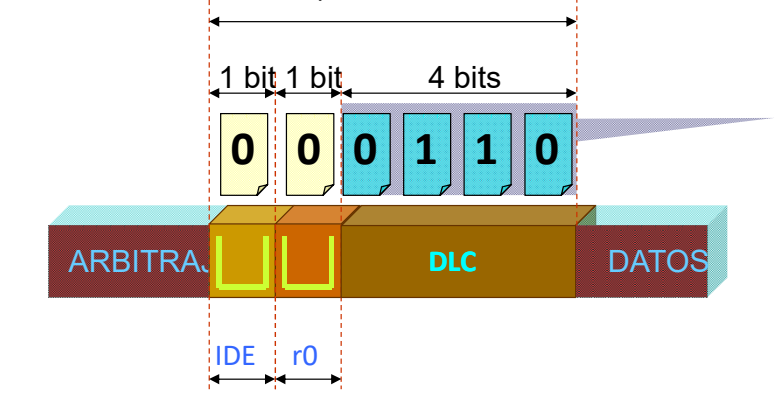 1 bit 1 bit 4 bits
0 0 0 1 1 0
ARBITRAJ DLC DATOS
IDE r0